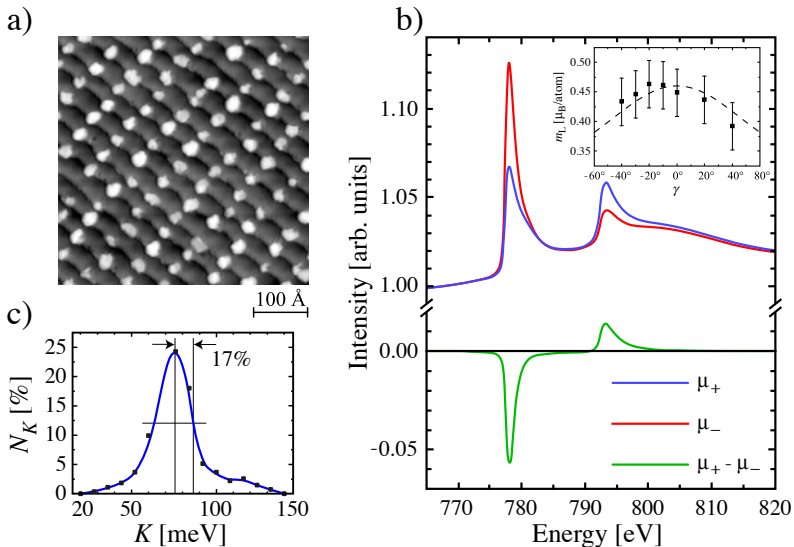 a)
100 Å
b)
Intensity [arb. units]
1.10
1.05
1.00
0.00
-0.05
770 780 790 800 810 820
Energy [eV]
μ+
μ−
μ+ - μ−
mL [μB/atom]
0.50
0.45
0.40
0.35
-60° -40° -20° 0° 20° 40° 60° 80°
γ
c)
NK [%]
25
20
15
10
5
0
17%
20 50 100 150
K [meV]